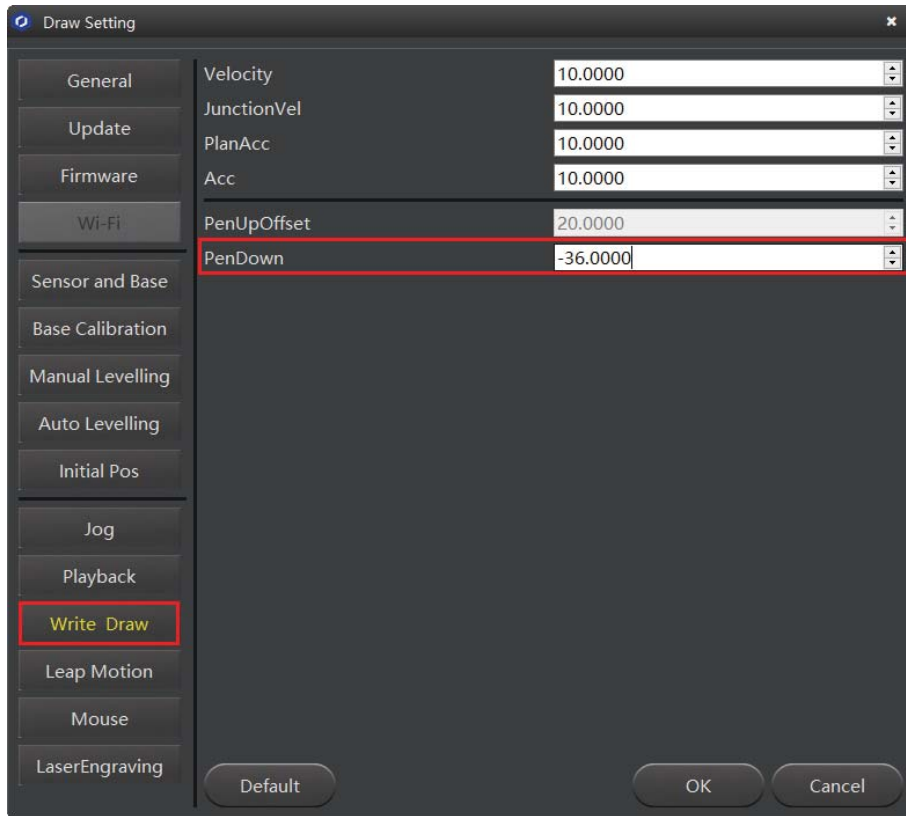 Draw Setting
General
Update
Firmware
Wi-Fi
Sensor and Base
Base Calibration
Manual Levelling
Auto Levelling
Initial Pos
Jog
Playback
Write Draw
Leap Motion
Mouse
LaserEngraving
Velocity 10.0000
JunctionVel 10.0000
PlanAcc 10.0000
Acc 10.0000
PenUpOffset 20.0000
PenDown -36.0000
Default OK Cancel